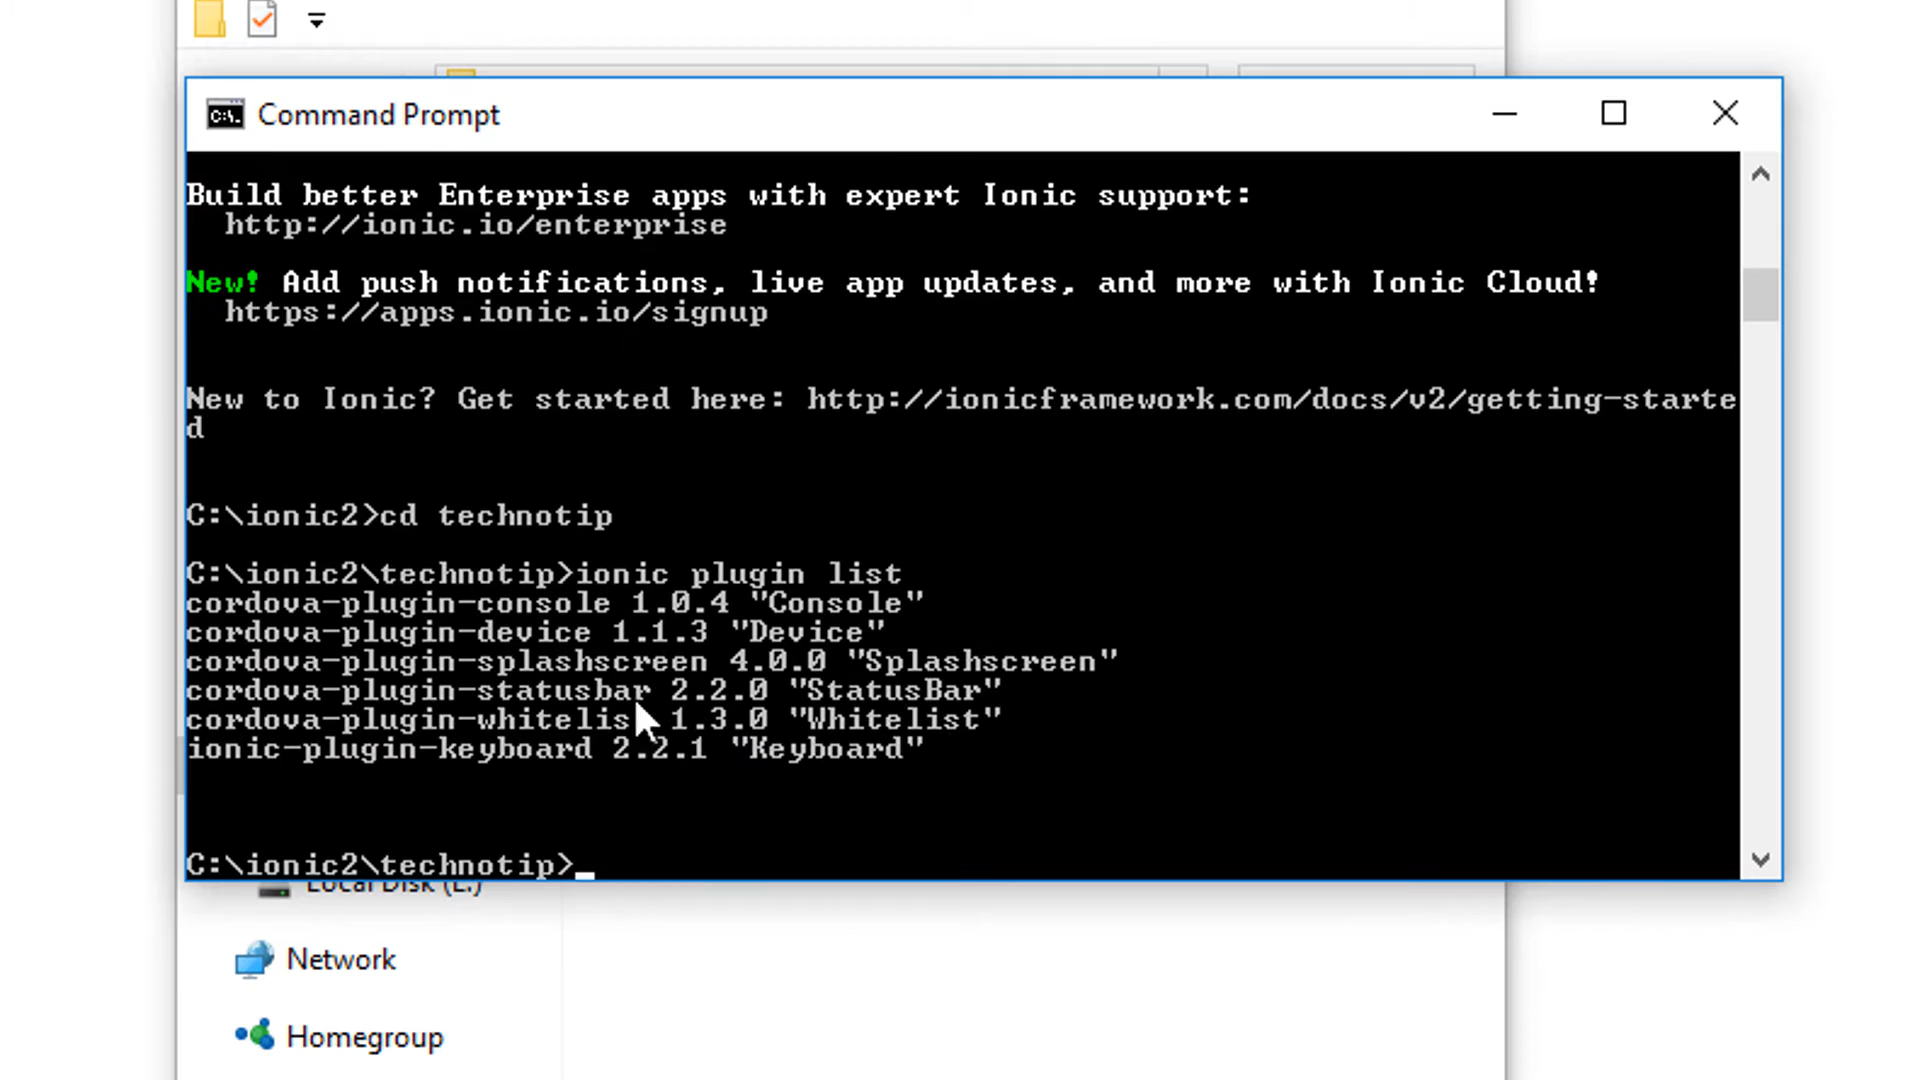 Command Prompt
Build better Enterprise apps with expert Ionic support:
http://ionic.io/enterprise
New! Add push notifications, live app updates, and more with Ionic Cloud!
https://apps.ionic.io/signup
New to Ionic? Get started here: http://ionicframework.com/docs/v2/getting-starte
d
C:\ionic2>cd technotip
C:\ionic2\technotip>ionic plugin list
cordova-plugin-console 1.0.4 "Console"
cordova-plugin-device 1.1.3 "Device"
cordova-plugin-splashscreen 4.0.0 "Splashscreen"
cordova-plugin-statusbar 2.2.0 "StatusBar"
cordova-plugin-whitelist 1.3.0 "Whitelist"
ionic-plugin-keyboard 2.2.1 "Keyboard"
C:\ionic2\technotip>
Local Disk (E:)
Network
Homegroup